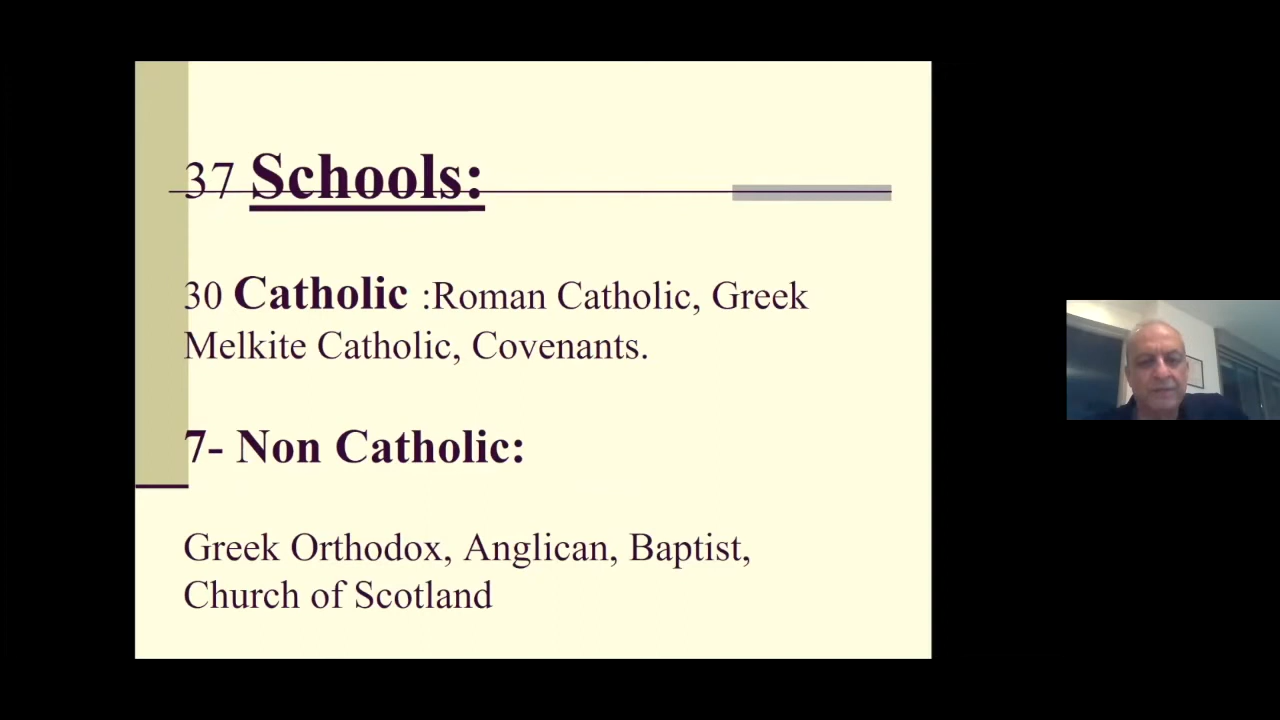 37 Schools:
30 Catholic :Roman Catholic, Greek
Melkite Catholic, Covenants.
7- Non Catholic:
Greek Orthodox, Anglican, Baptist,
Church of Scotland